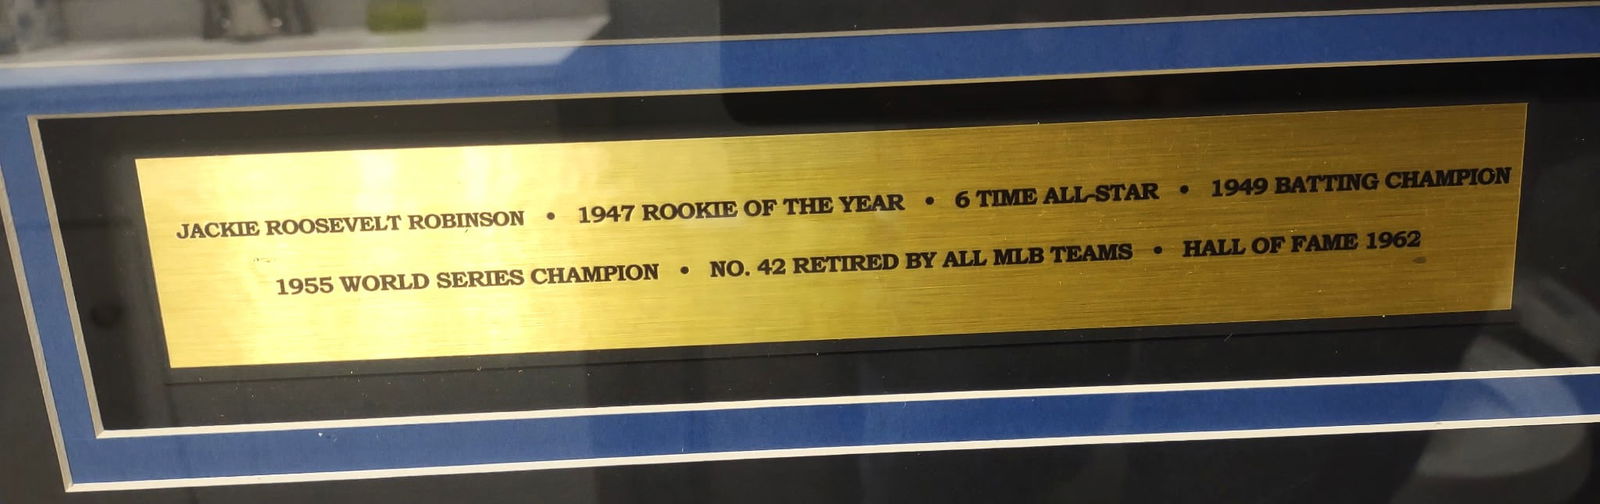 JACKIE ROOSEVELT ROBINSON • 1947 ROOKIE OF THE YEAR • 6 TIME ALL-STAR • 1949 BATTING CHAMPION
1955 WORLD SERIES CHAMPION • NO. 42 RETIRED BY ALL MLB TEAMS • HALL OF FAME 1962